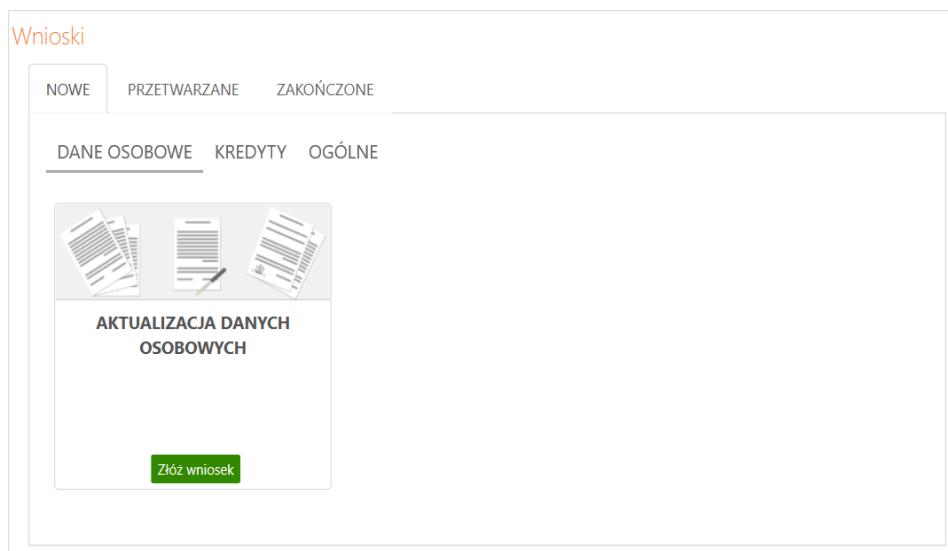 Wnioski
NOWE PRZETWARZANE ZAKOŃCZONE
DANE OSOBOWE KREDYTY OGÓLNE
AKTUALIZACJA DANYCH
OSOBOWYCH
Złóż wniosek